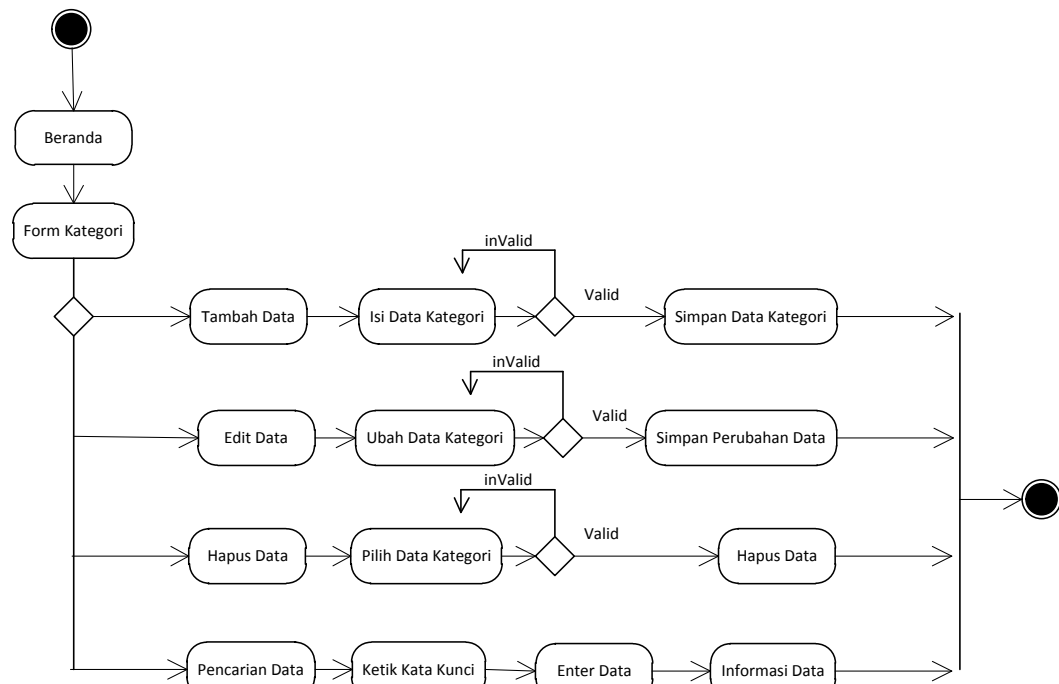 Beranda
Form Kategori
inValid
Valid
Tambah Data
Isi Data Kategori
Simpan Data Kategori
inValid
Valid
Edit Data
Ubah Data Kategori
Simpan Perubahan Data
inValid
Valid
Hapus Data
Pilih Data Kategori
Hapus Data
Pencarian Data
Ketik Kata Kunci
Enter Data
Informasi Data